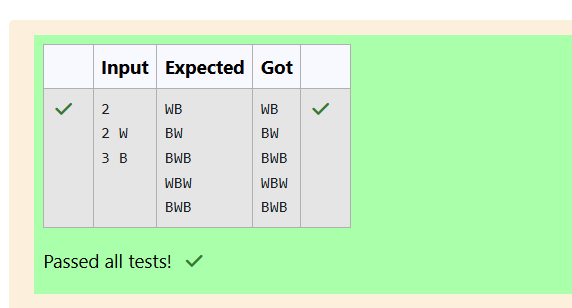 Input Expected Got
2 WB WB
2 W BW BW
3 B BWB BWB
WBW WBW
BWB BWB
Passed all tests!